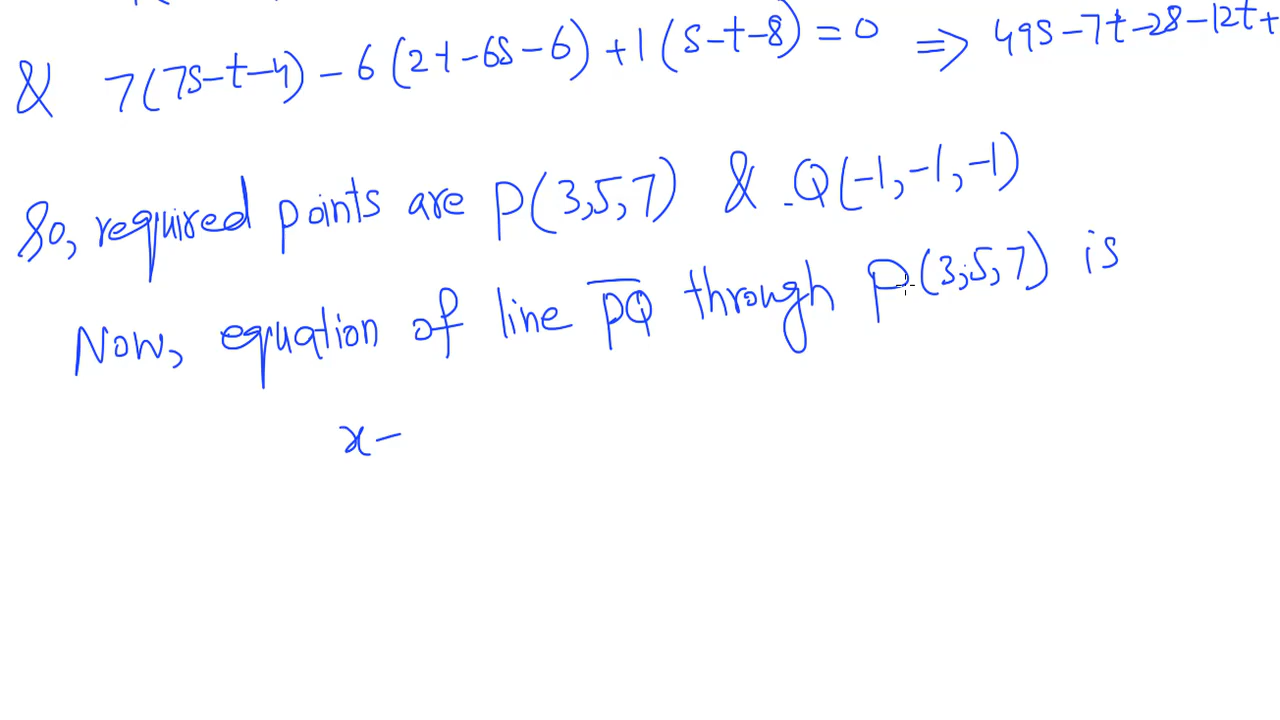 & 7(7s-t-4) - 6(2t-6s-6) + 1(s-t-8) = 0 ⇒ 49s-7t-28-12t+
So, required points are P(3,5,7) & Q(-1,-1,-1)
Now, equation of line P̅Q̅ through P(3,5,7) is
x-